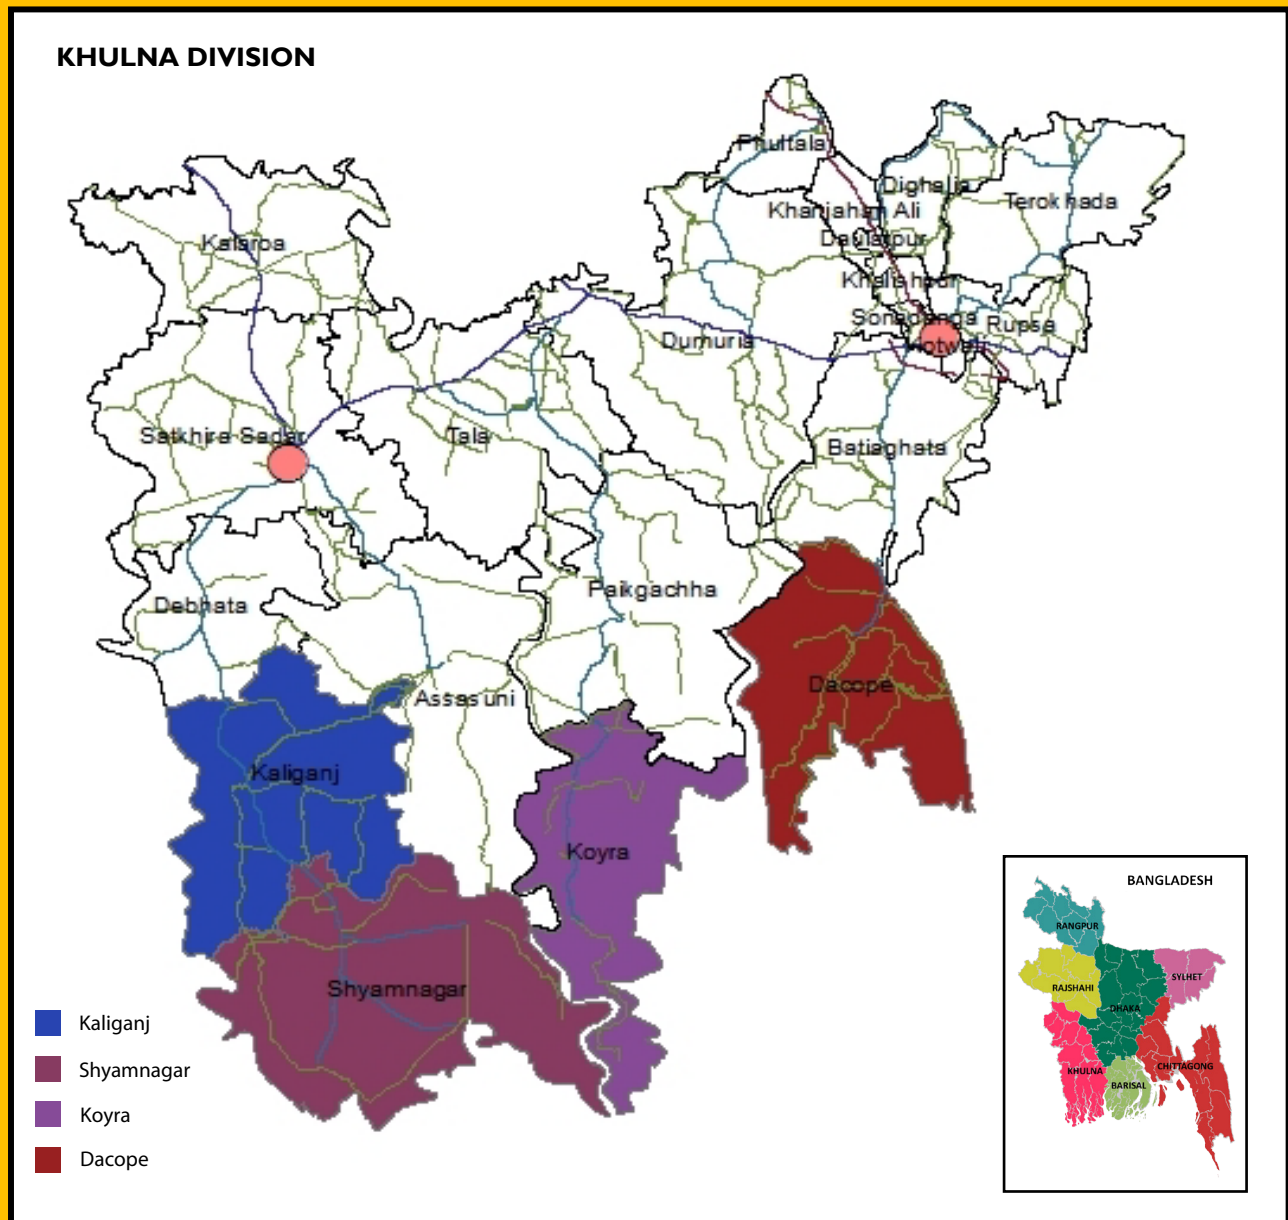 KHULNA DIVISION
Phultala
Dighalia
Terokhada
Khanjahan Ali
Daulatpur
Kalaroa
Khalishpur
Sonadanga
Rupsa
Dumuria
Kotwali
Satkhira Sadar
Tala
Batiaghata
Paikgachha
Debhata
Dacope
Assasuni
Kaliganj
Koyra
Shyamnagar
Kaliganj
Shyamnagar
Koyra
Dacope
BANGLADESH
RANGPUR
SYLHET
RAJSHAHI
DHAKA
KHULNA
CHITTAGONG
BARISAL